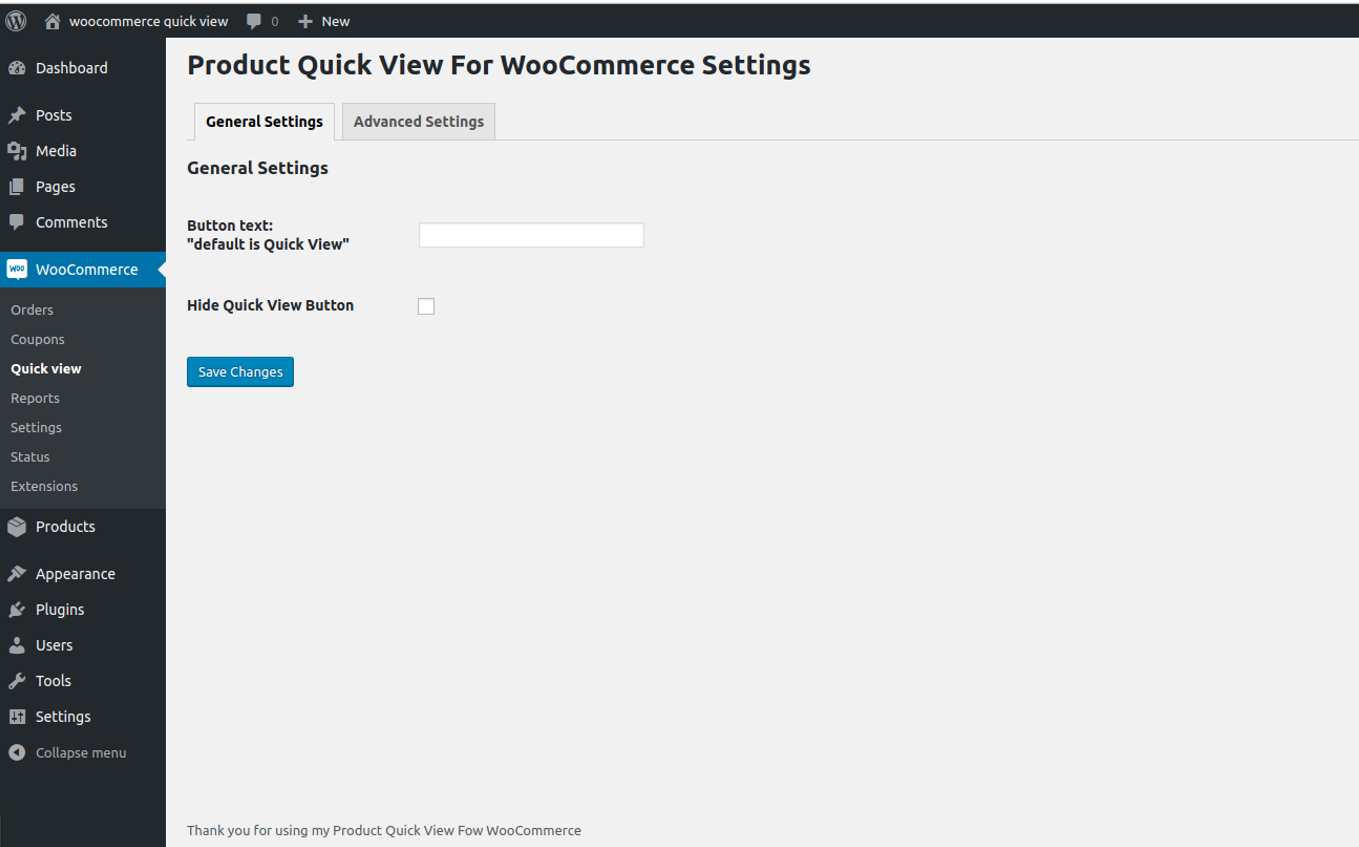 woocommerce quick view 0 New
Dashboard
Posts
Media
Pages
Comments
woo WooCommerce
Orders
Coupons
Quick view
Reports
Settings
Status
Extensions
Products
Appearance
Plugins
Users
Tools
Settings
Collapse menu
Product Quick View For WooCommerce Settings
General Settings Advanced Settings
General Settings
Button text:
"default is Quick View"
Hide Quick View Button
Save Changes
Thank you for using my Product Quick View Fow WooCommerce